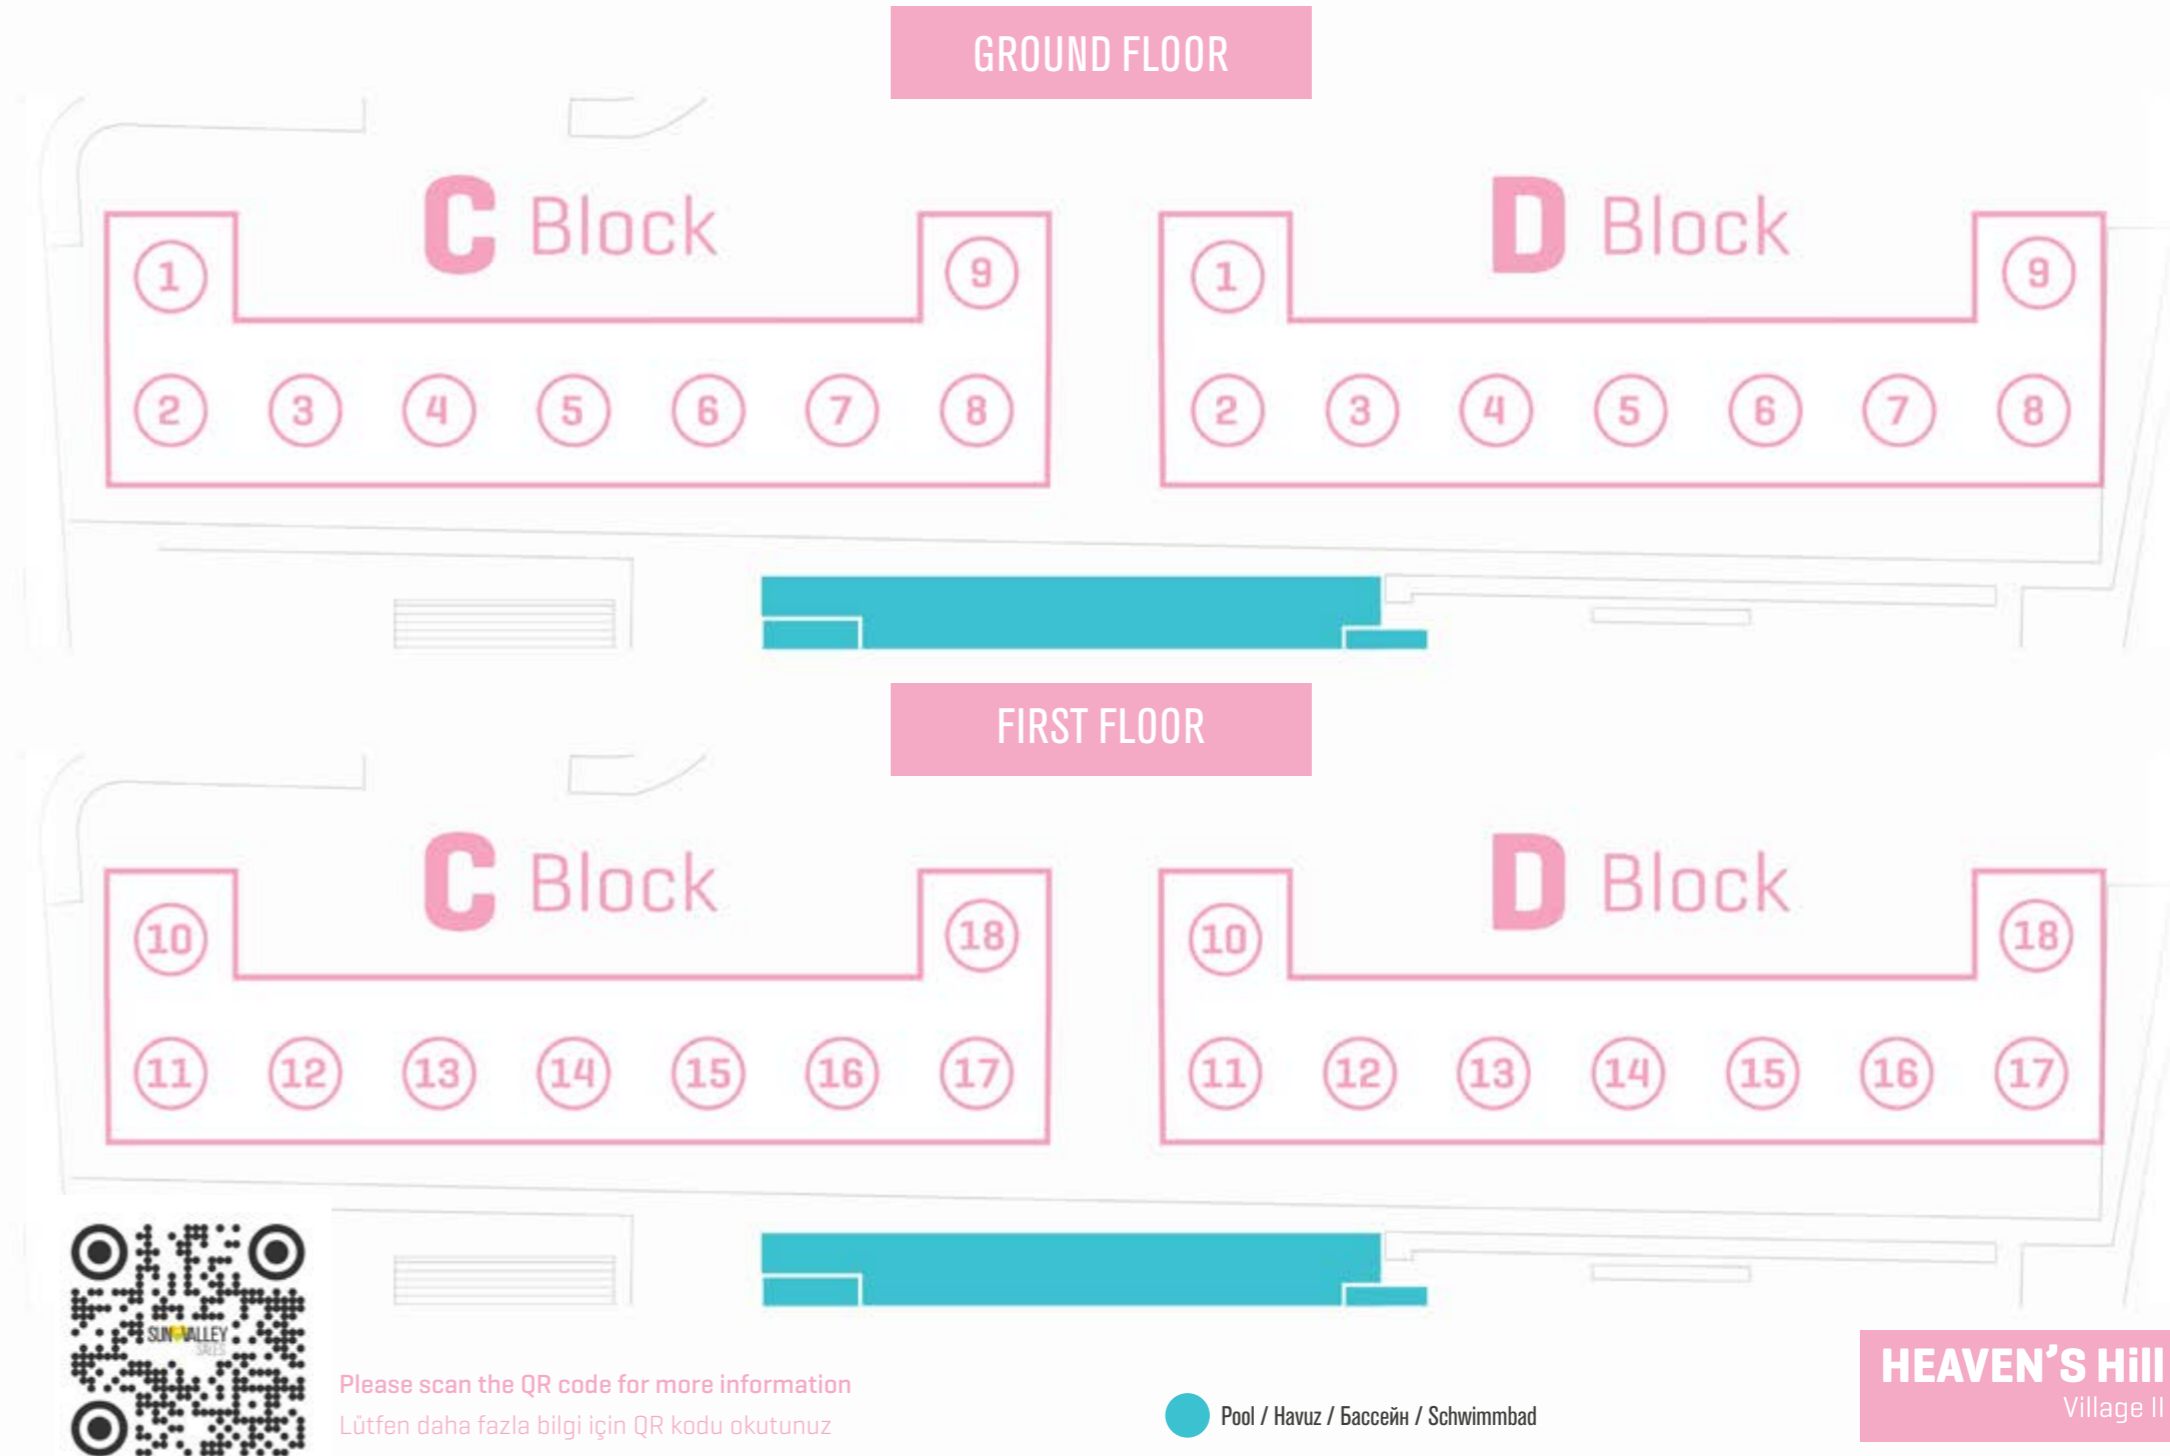 GROUND FLOOR
C Block
D Block
1
9
1
9
2 3 4 5 6 7 8
2 3 4 5 6 7 8
FIRST FLOOR
C Block
D Block
10
18
10
18
11 12 13 14 15 16 17
11 12 13 14 15 16 17
SUN VALLEY
SALES
Please scan the QR code for more information
Lütfen daha fazla bilgi için QR kodu okutunuz
Pool / Havuz / Бассейн / Schwimmbad
HEAVEN'S Hill
Village II